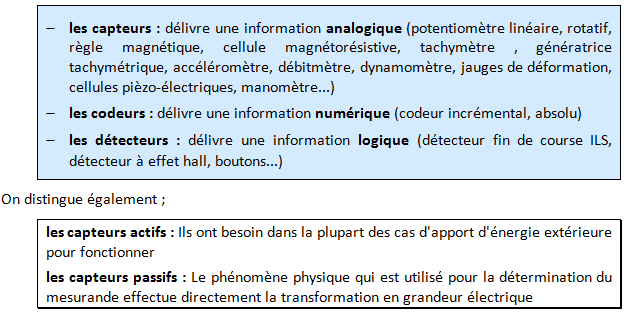 – les capteurs : délivre une information analogique (potentiomètre linéaire, rotatif,
règle magnétique, cellule magnétorésistive, tachymètre , génératrice
tachymétrique, accéléromètre, débitmètre, dynamomètre, jauges de déformation,
cellules pièzo-électriques, manomètre...)
– les codeurs : délivre une information numérique (codeur incrémental, absolu)
– les détecteurs : délivre une information logique (détecteur fin de course ILS,
détecteur à effet hall, boutons...)
On distingue également ;
les capteurs actifs : Ils ont besoin dans la plupart des cas d'apport d'énergie extérieure
pour fonctionner
les capteurs passifs : Le phénomène physique qui est utilisé pour la détermination du
mesurande effectue directement la transformation en grandeur électrique